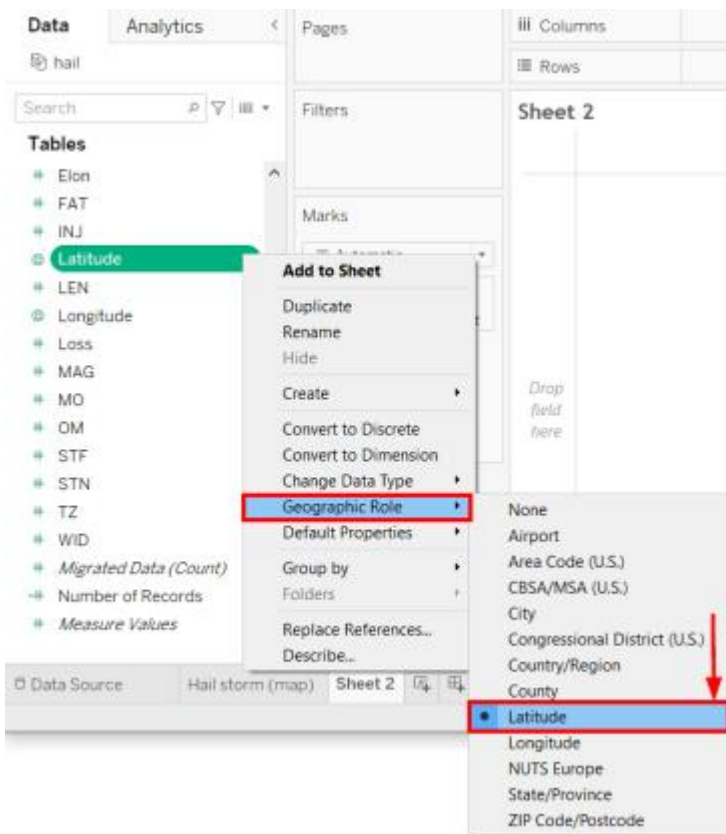 Data Analytics
hail
Search
Tables
Elon
FAT
INJ
Latitude
LEN
Longitude
Loss
MAG
MO
OM
STF
STN
TZ
WID
Migrated Data (Count)
Number of Records
Measure Values
Pages
Filters
Marks
Automatic
Columns
Rows
Sheet 2
Drop
field
here
Add to Sheet
Duplicate
Rename
Hide
Create
Convert to Discrete
Convert to Dimension
Change Data Type
Geographic Role
Default Properties
Group by
Folders
Replace References...
Describe...
None
Airport
Area Code (U.S.)
CBSA/MSA (U.S.)
City
Congressional District (U.S.)
Country/Region
County
Latitude
Longitude
NUTS Europe
State/Province
ZIP Code/Postcode
Data Source Hail storm (map) Sheet 2